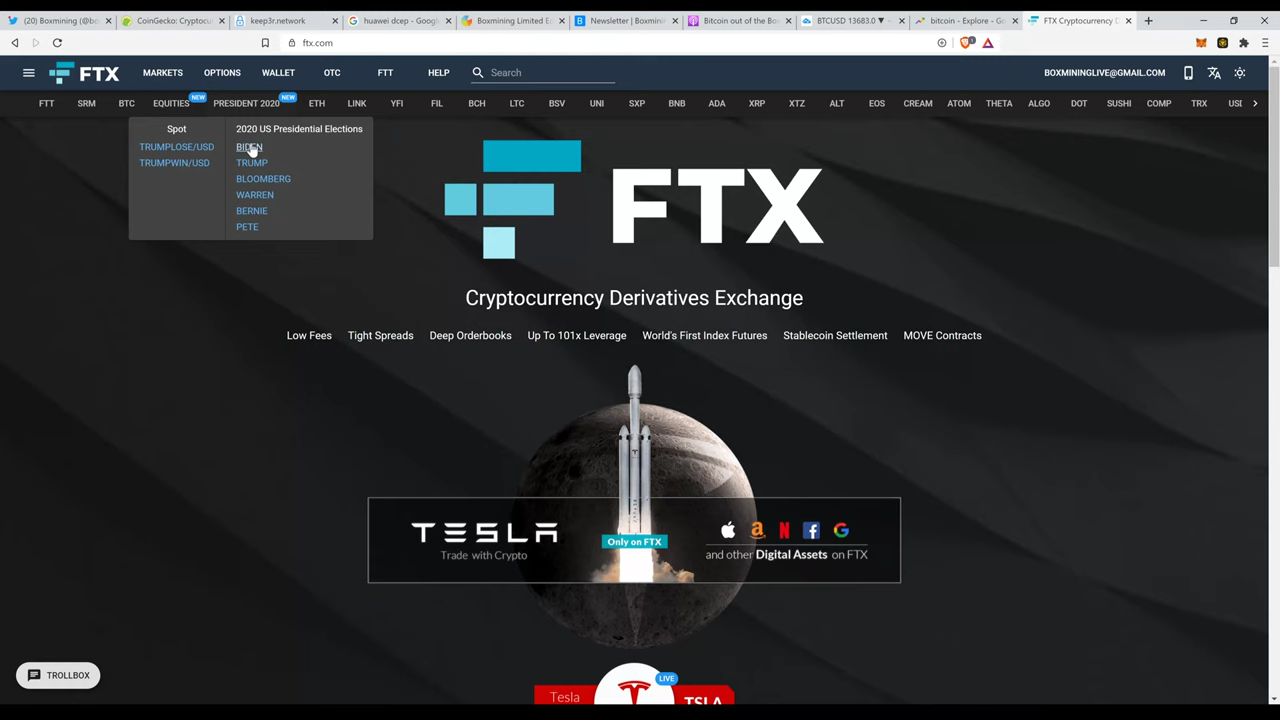 (20) Boxmining (@bo
CoinGecko: Cryptocu
keep3r.network
huawei dcep - Googl
Boxmining Limited E
Newsletter | Boxmini
Bitcoin out of the Bo
BTCUSD 13683.0 ▼
bitcoin - Explore - Go
FTX Cryptocurrency D
ftx.com
FTX
MARKETS
OPTIONS
WALLET
OTC
FTT
HELP
Search
BOXMININGLIVE@GMAIL.COM
FTT
SRM
BTC
EQUITIES
NEW
PRESIDENT 2020
NEW
ETH
LINK
YFI
FIL
BCH
LTC
BSV
UNI
SXP
BNB
ADA
XRP
XTZ
ALT
EOS
CREAM
ATOM
THETA
ALGO
DOT
SUSHI
COMP
TRX
Spot
TRUMPLOSE/USD
TRUMPWIN/USD
2020 US Presidential Elections
BIDEN
TRUMP
BLOOMBERG
WARREN
BERNIE
PETE
FTX
Cryptocurrency Derivatives Exchange
Low Fees
Tight Spreads
Deep Orderbooks
Up To 101x Leverage
World's First Index Futures
Stablecoin Settlement
MOVE Contracts
TESLA
Trade with Crypto
Only on FTX
and other Digital Assets on FTX
TROLLBOX
LIVE
Tesla
TSLA